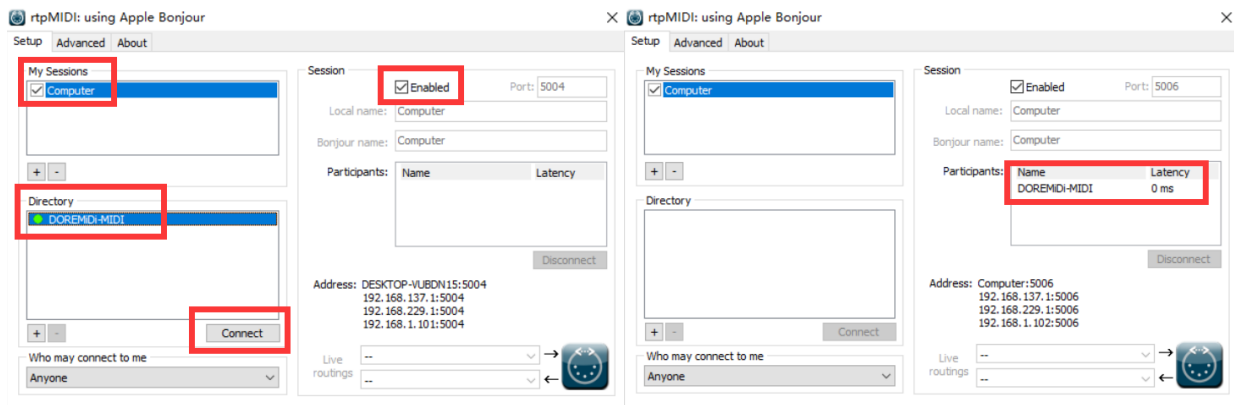 rtpMIDI: using Apple Bonjour
Setup Advanced About
My Sessions
Computer
+ -
Directory
DOREMiDi-MIDI
+ - Connect
Who may connect to me
Anyone
Session
Enabled Port: 5004
Local name: Computer
Bonjour name: Computer
Participants: Name Latency
Disconnect
Address: DESKTOP-VUBDN15:5004
192.168.137.1:5004
192.168.229.1:5004
192.168.1.101:5004
Live routings --
--
rtpMIDI: using Apple Bonjour
Setup Advanced About
My Sessions
Computer
+ -
Directory
+ - Connect
Who may connect to me
Anyone
Session
Enabled Port: 5006
Local name: Computer
Bonjour name: Computer
Participants: Name Latency
DOREMiDi-MIDI 0 ms
Disconnect
Address: Computer:5006
192.168.137.1:5006
192.168.229.1:5006
192.168.1.102:5006
Live routings --
--